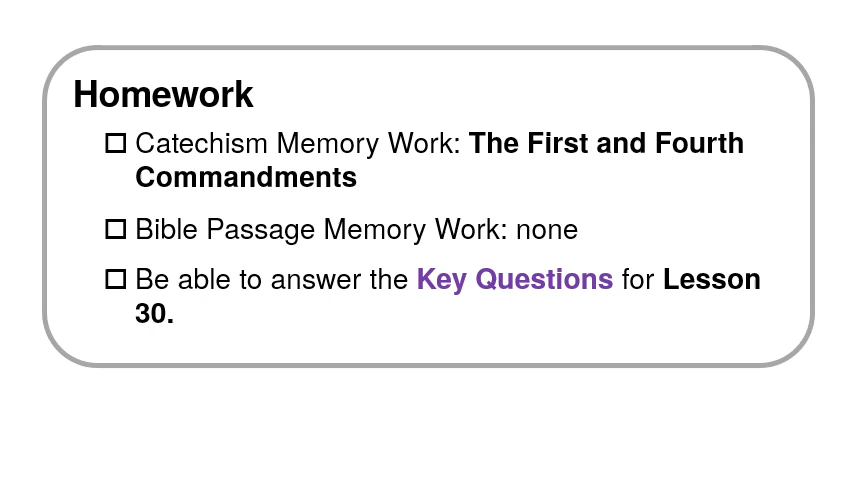 Homework
☐ Catechism Memory Work: The First and Fourth
Commandments
☐ Bible Passage Memory Work: none
☐ Be able to answer the Key Questions for Lesson
30.